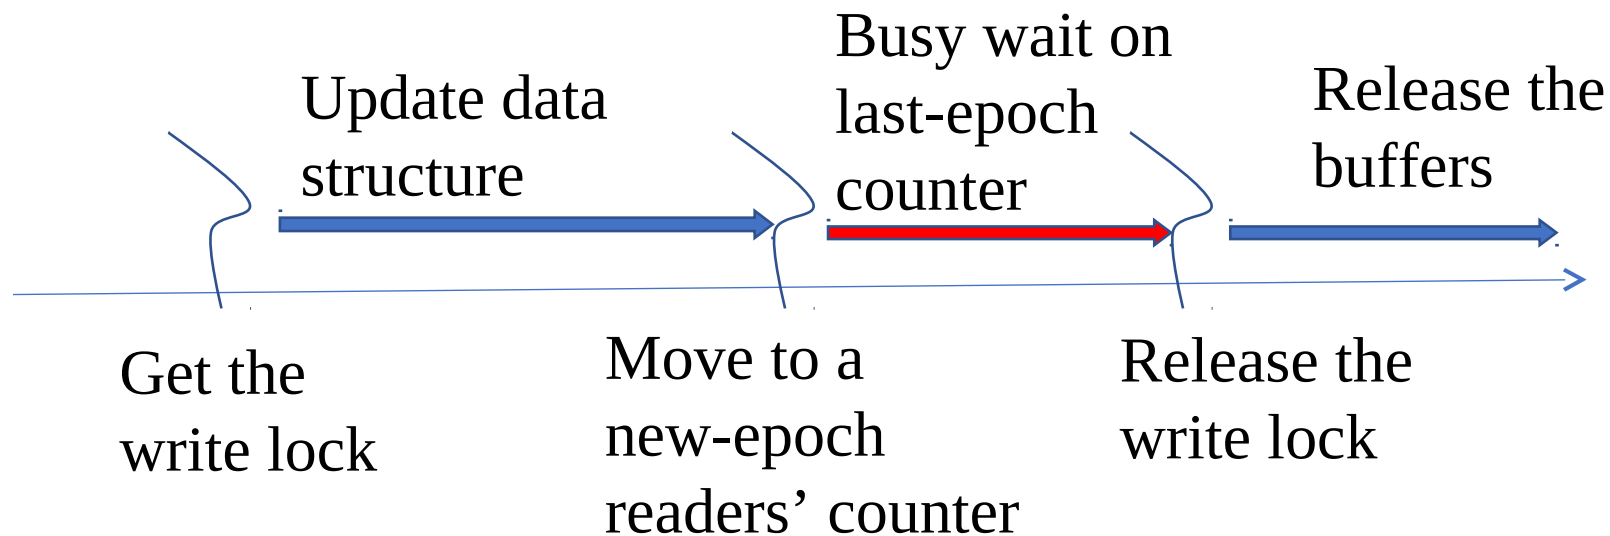 Update data
structure
Busy wait on
last-epoch
counter
Release the
buffers
Get the
write lock
Move to a
new-epoch
readers’ counter
Release the
write lock